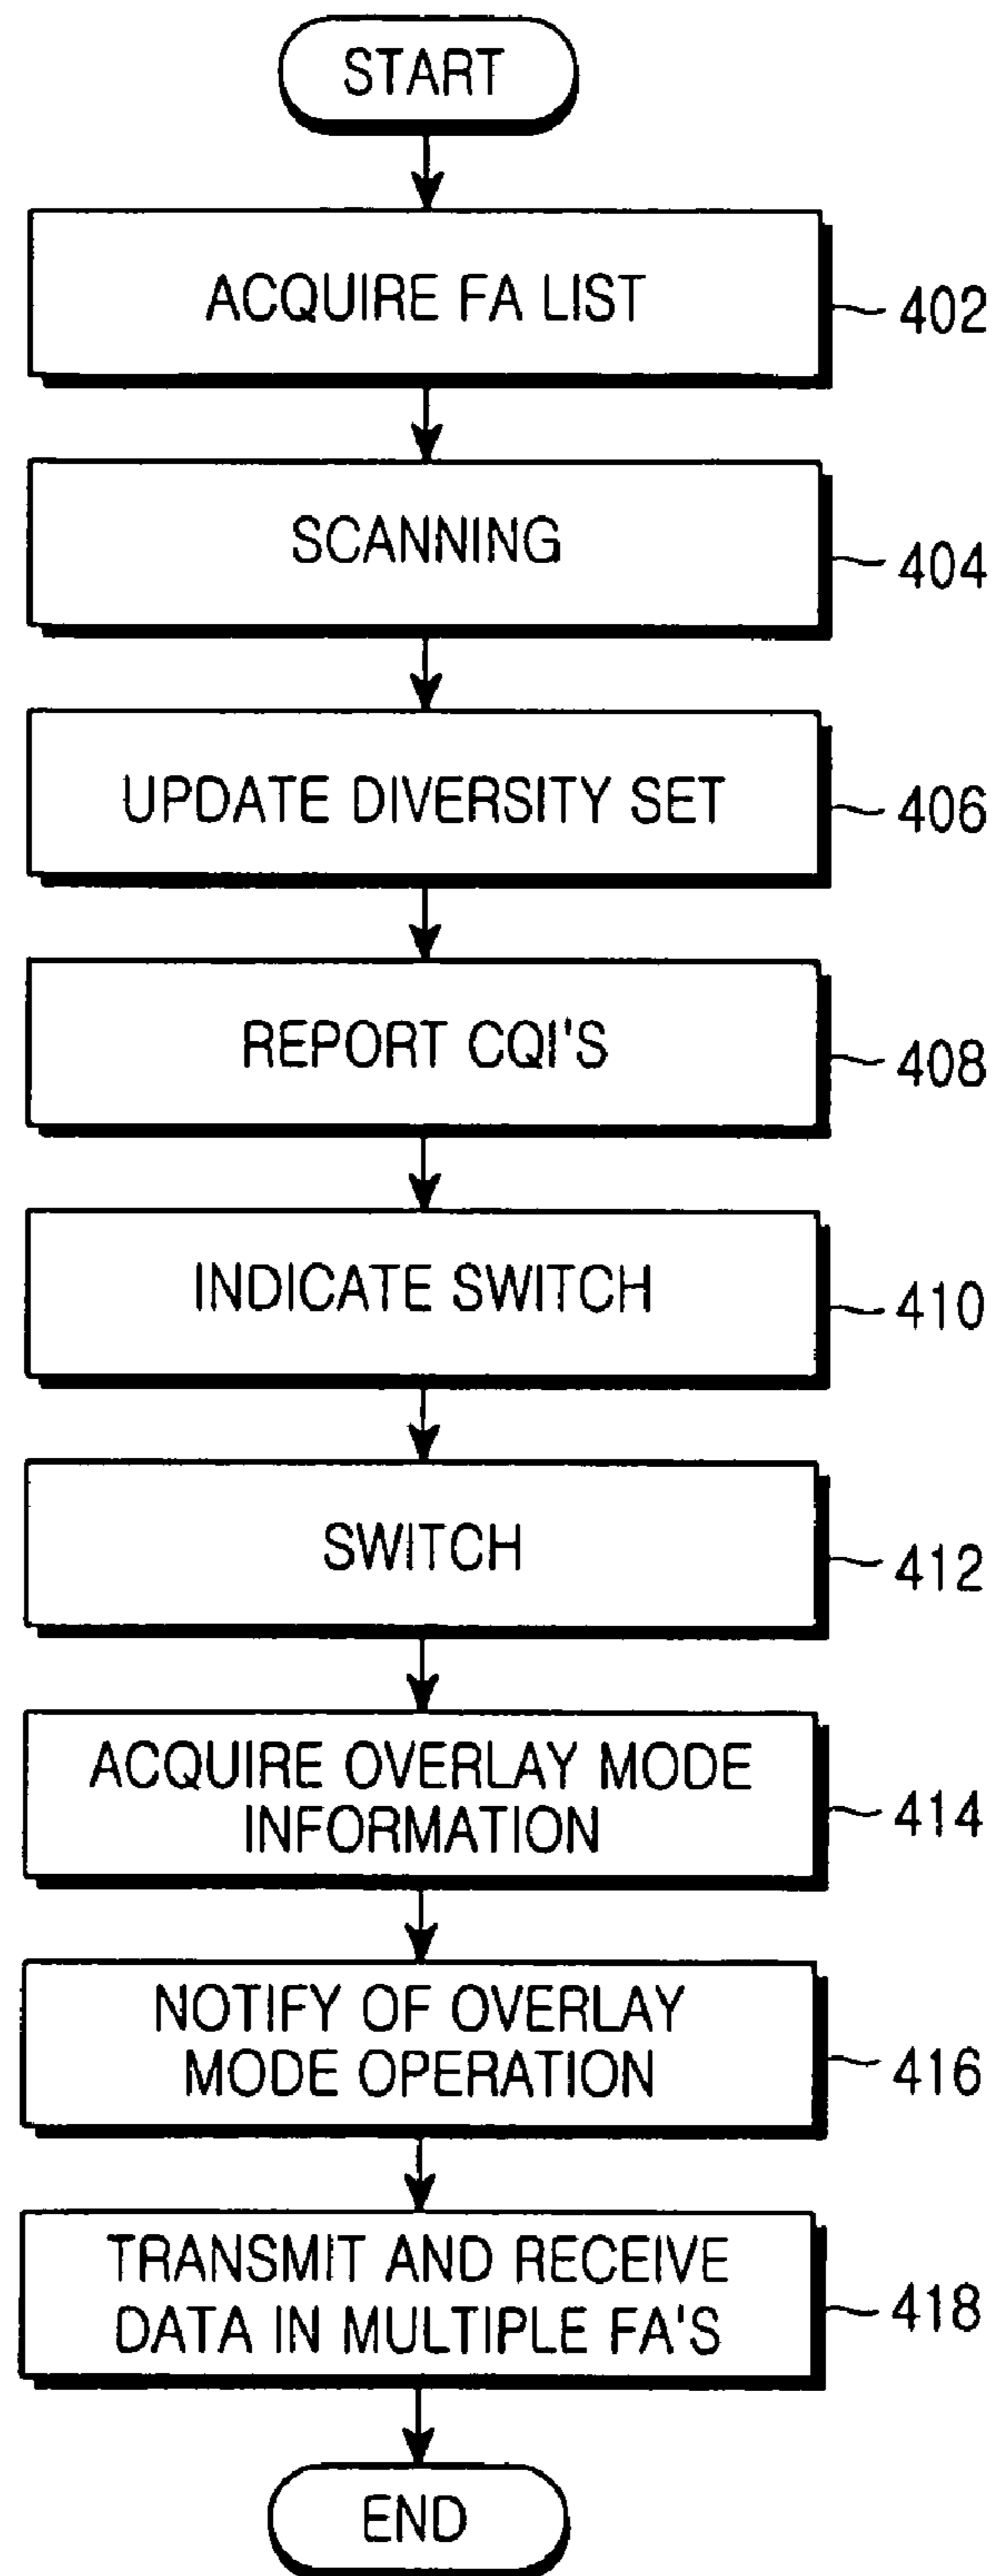 START
ACQUIRE FA LIST
402
SCANNING
404
UPDATE DIVERSITY SET
406
REPORT CQI'S
408
INDICATE SWITCH
410
SWITCH
412
ACQUIRE OVERLAY MODE
INFORMATION
414
NOTIFY OF OVERLAY
MODE OPERATION
416
TRANSMIT AND RECEIVE
DATA IN MULTIPLE FA'S
418
END